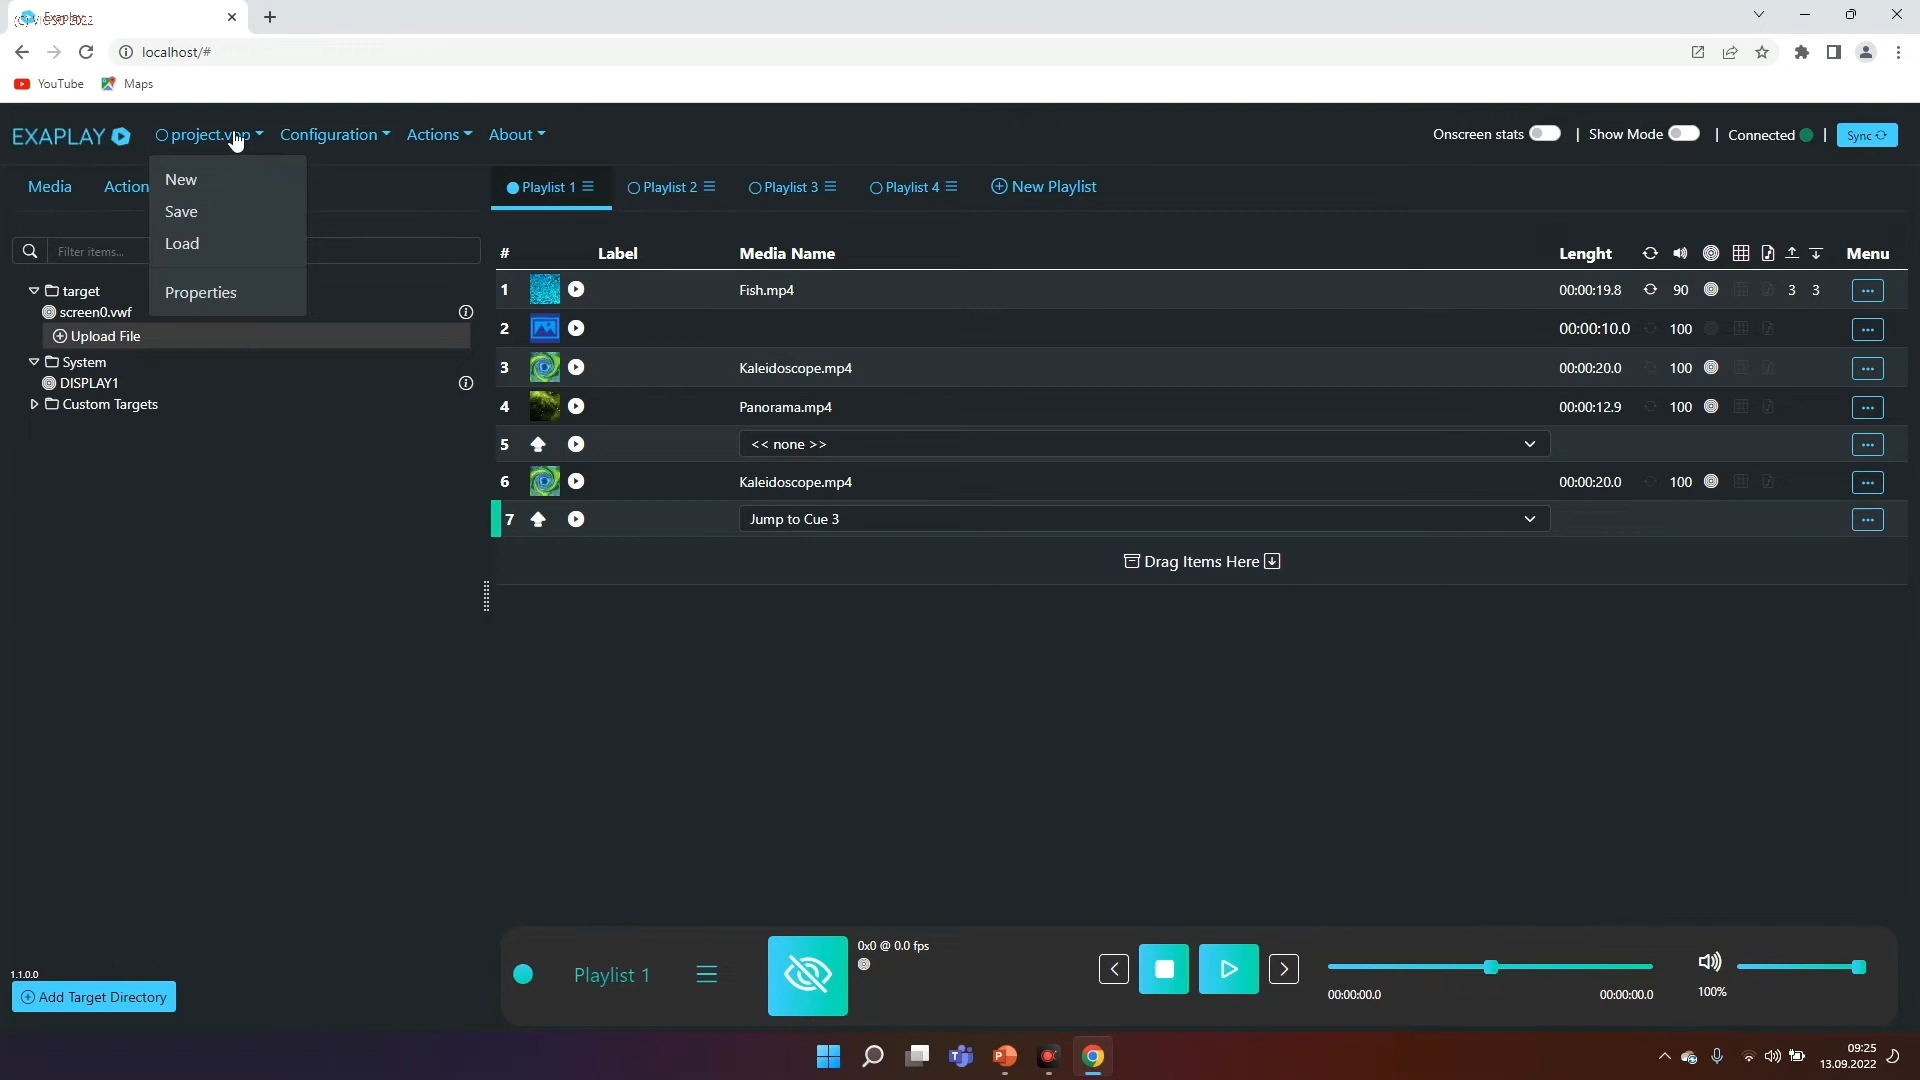 Exaplay
(C) VIOSO 2022
localhost/#
YouTube Maps
EXAPLAY project.vpp Configuration Actions About Onscreen stats | Show Mode | Connected | Sync
New
Save
Load
Properties
Media Action
Playlist 1 Playlist 2 Playlist 3 Playlist 4 New Playlist
Filter items...
target
screen0.vwf
Upload File
System
DISPLAY1
Custom Targets
# Label Media Name Lenght Menu
1 Fish.mp4 00:00:19.8 90 3 3 ...
2 00:00:10.0 100 ...
3 Kaleidoscope.mp4 00:00:20.0 100 ...
4 Panorama.mp4 00:00:12.9 100 ...
5 << none >> ...
6 Kaleidoscope.mp4 00:00:20.0 100 ...
7 Jump to Cue 3 ...
Drag Items Here
1.1.0.0
Add Target Directory
Playlist 1
0x0 @ 0.0 fps
00:00:00.0 00:00:00.0
100%
09:25
13.09.2022